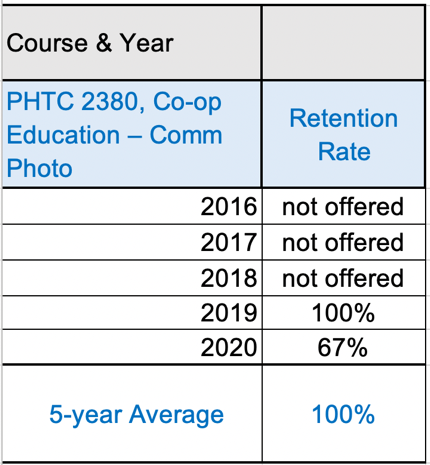 Course & Year
PHTC 2380, Co-op
Education – Comm
Photo
Retention
Rate
2016 not offered
2017 not offered
2018 not offered
2019 100%
2020 67%
5-year Average 100%